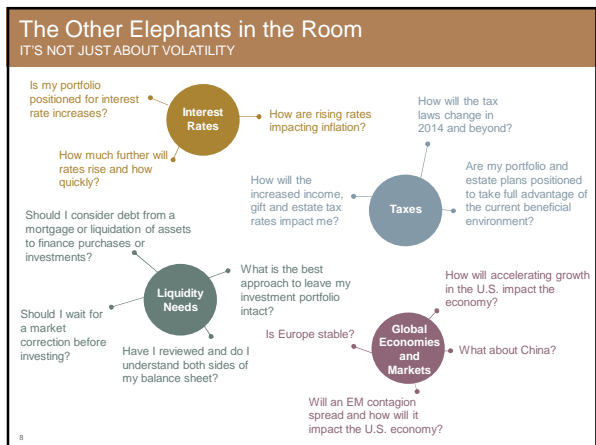 The Other Elephants in the Room
IT'S NOT JUST ABOUT VOLATILITY
Is my portfolio
positioned for interest
rate increases?
Interest
Rates
How are rising rates
impacting inflation?
How much further will
rates rise and how
quickly?
How will the tax
laws change in
2014 and beyond?
How will the
increased income,
gift and estate tax
rates impact me?
Taxes
Are my portfolio and
estate plans positioned
to take full advantage of
the current beneficial
environment?
Should I consider debt from a
mortgage or liquidation of assets
to finance purchases or
investments?
Liquidity
Needs
What is the best
approach to leave my
investment portfolio
intact?
Should I wait for
a market
correction before
investing?
Have I reviewed and do I
understand both sides of
my balance sheet?
How will accelerating growth
in the U.S. impact the
economy?
Is Europe stable?
Global
Economies
and
Markets
What about China?
Will an EM contagion
spread and how will it
impact the U.S. economy?
8